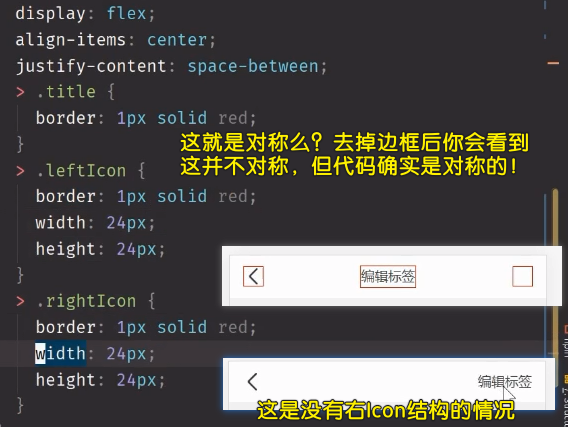 display: flex;
align-items: center;
justify-content: space-between;
> .title {
border: 1px solid red;
}
这就是对称么？去掉边框后你会看到
这并不对称，但代码确实是对称的！
> .leftIcon {
border: 1px solid red;
width: 24px;
height: 24px;
}
编辑标签
> .rightIcon {
border: 1px solid red;
width: 24px;
height: 24px;
}
编辑标签
这是没有右Icon结构的情况